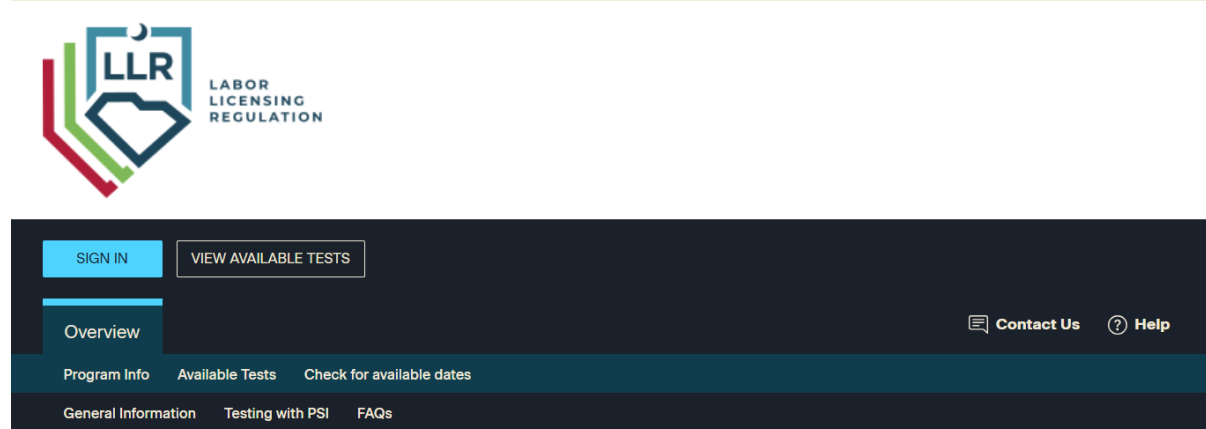 LLR
LABOR
LICENSING
REGULATION
SIGN IN
VIEW AVAILABLE TESTS
Overview
Contact Us
? Help
Program Info
Available Tests
Check for available dates
General Information
Testing with PSI
FAQs